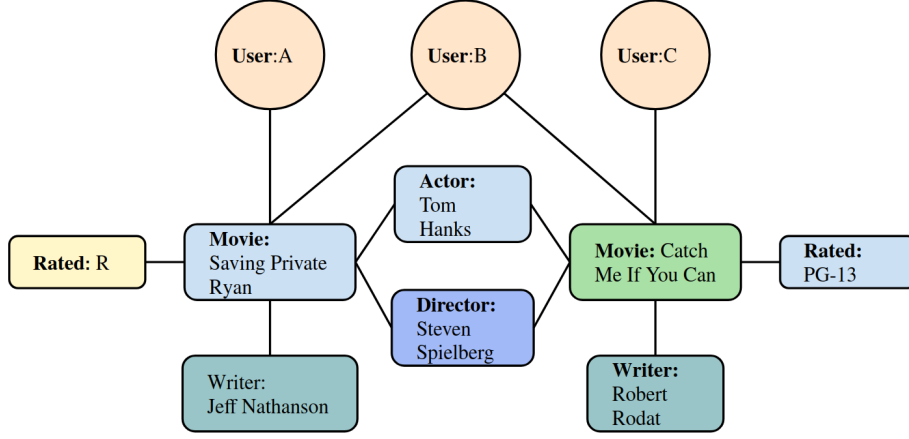 User:A
User:B
User:C
Actor:
Tom
Hanks
Rated: R
Movie:
Saving Private
Ryan
Movie: Catch
Me If You Can
Rated:
PG-13
Director:
Steven
Spielberg
Writer:
Jeff Nathanson
Writer:
Robert
Rodat